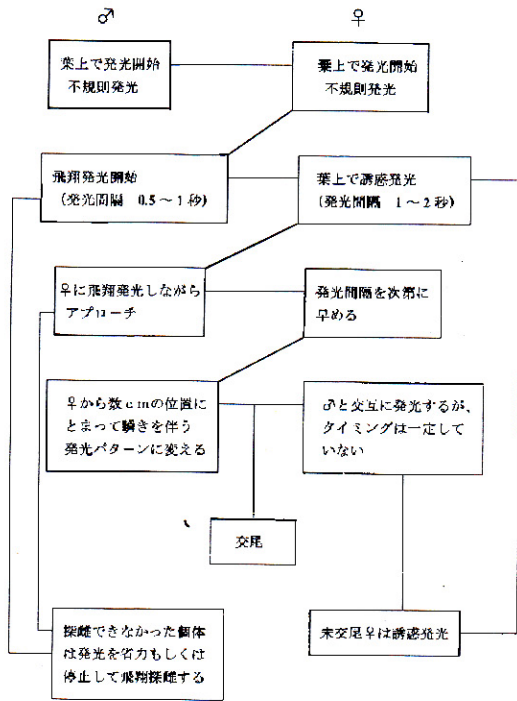 ♂
♀
葉上で発光開始
不規則発光
葉上で発光開始
不規則発光
飛翔発光開始
(発光間隔 0.5～1秒)
葉上で誘惑発光
(発光間隔 1～2秒)
♀に飛翔発光しながら
アプローチ
発光間隔を次第に
早める
♀から数cmの位置に
とまって瞬きを伴う
発光パターンに変える
♂と交互に発光するが、
タイミングは一定して
いない
交尾
探雌できなかった個体
は発光を省力もしくは
停止して飛翔探雌する
未交尾♀は誘惑発光